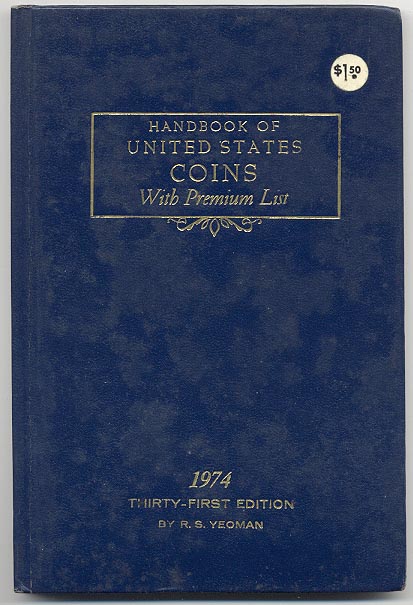 $1.50
HANDBOOK OF
UNITED STATES
COINS
With Premium List
1974
THIRTY-FIRST EDITION
BY R. S. YEOMAN